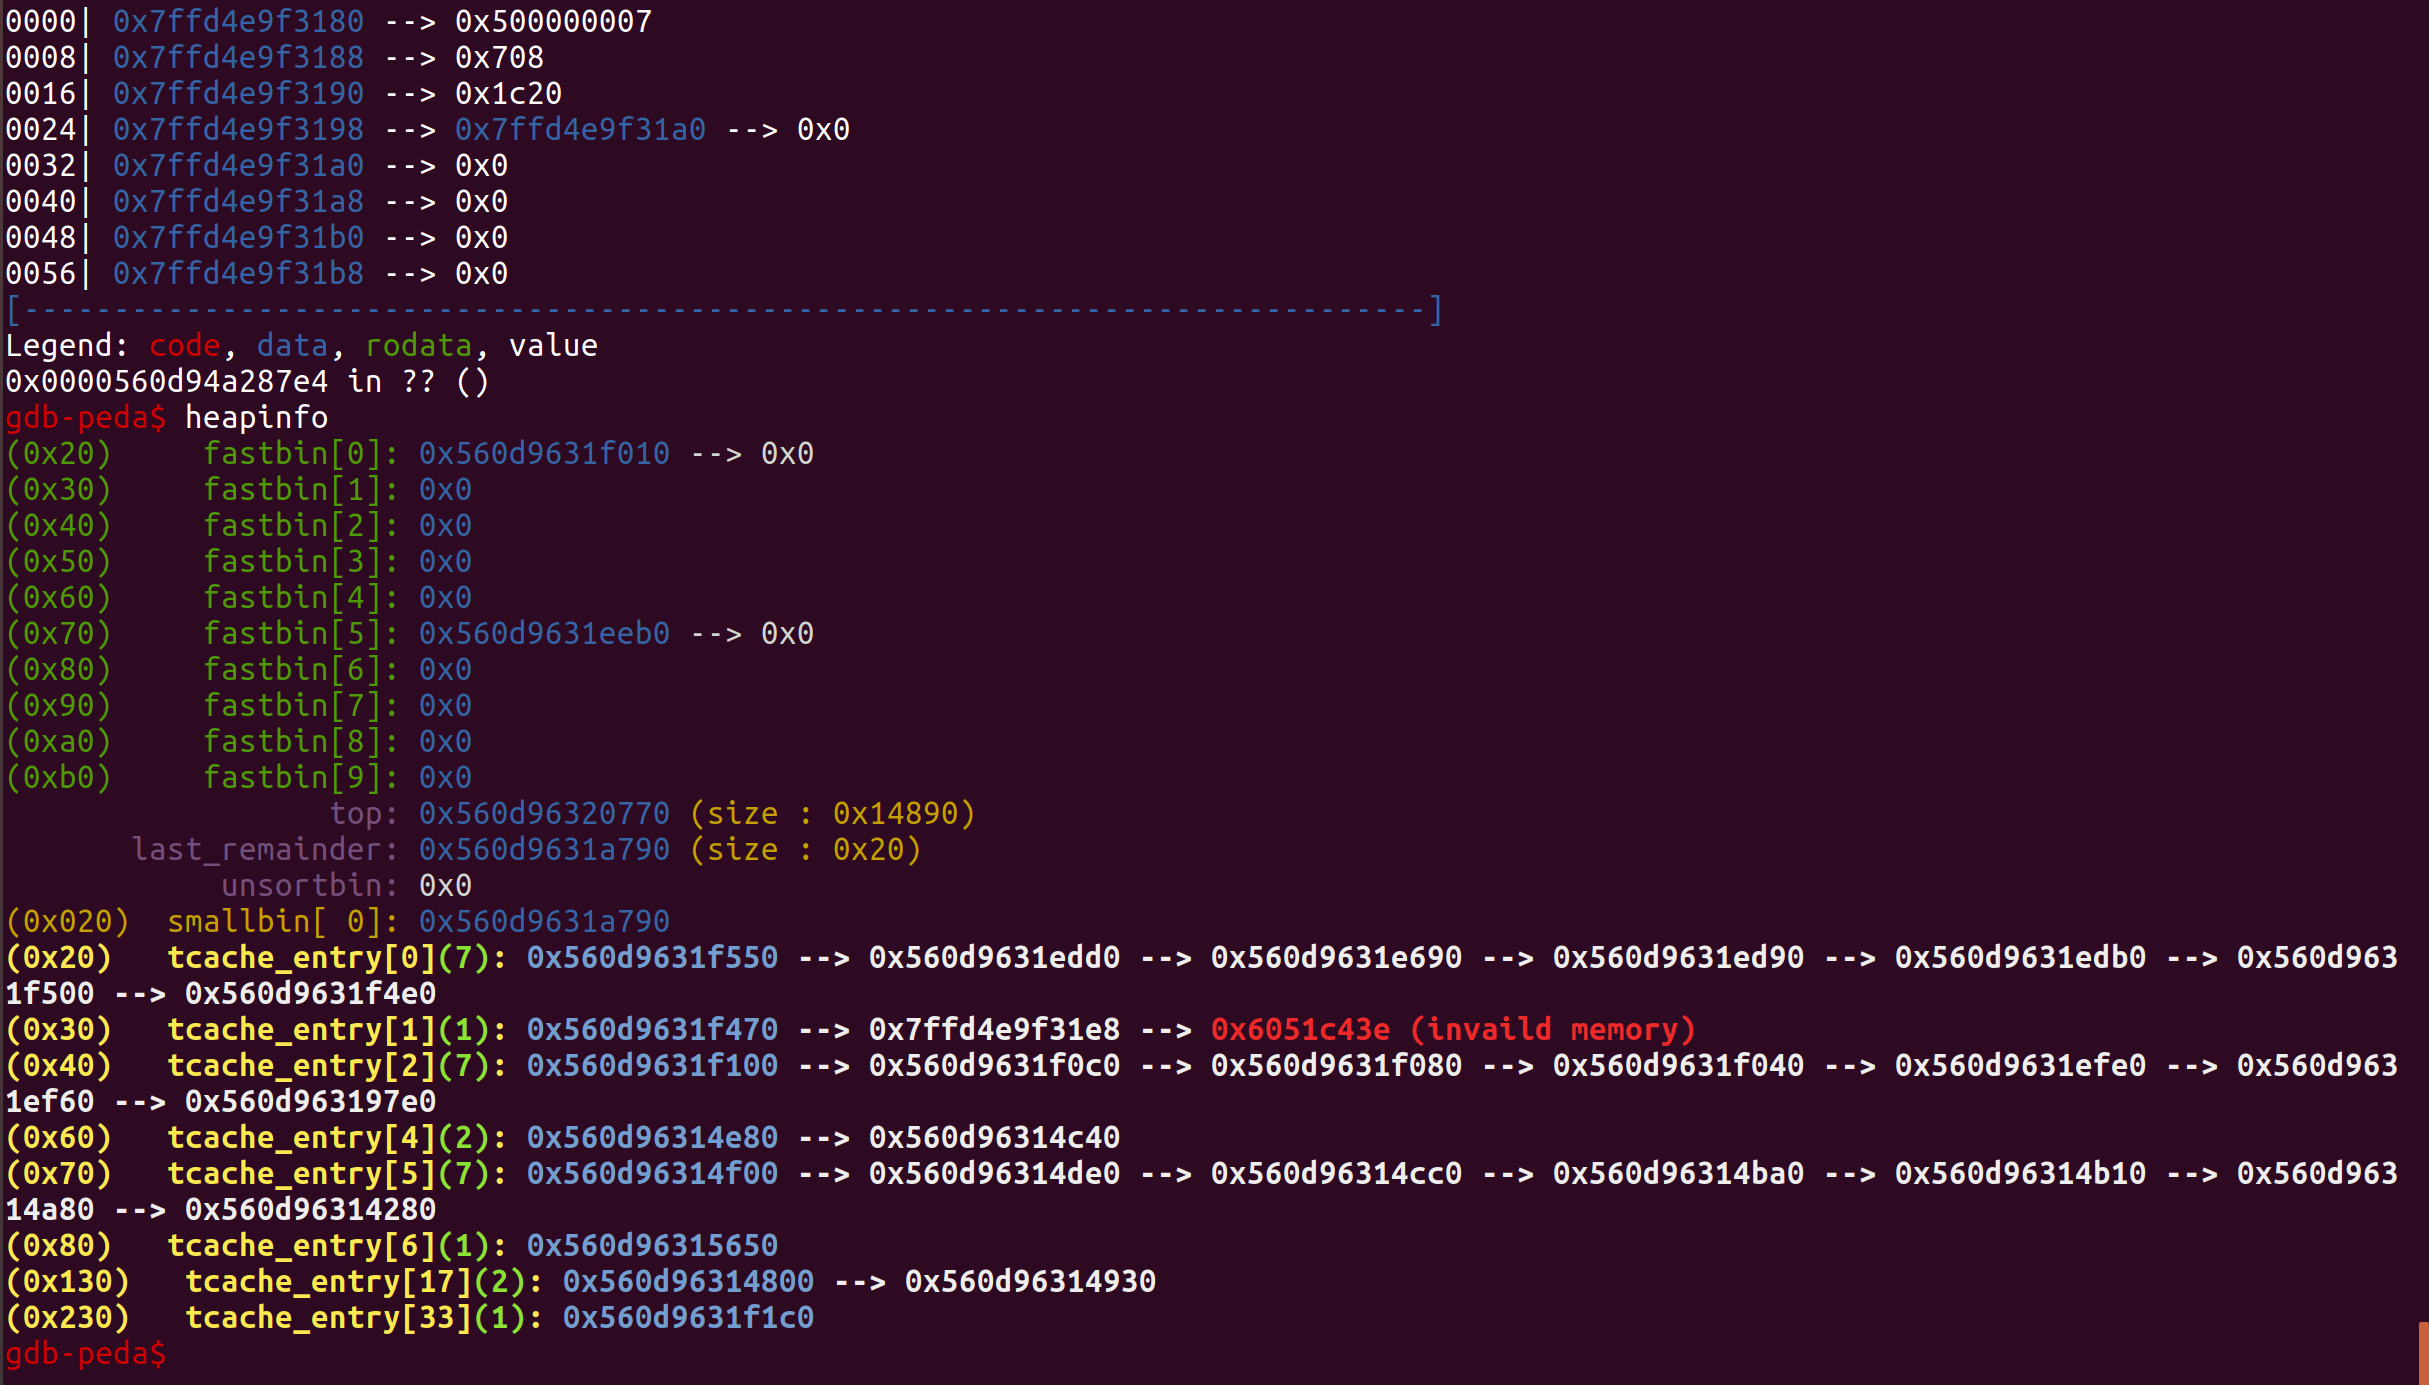 0000| 0x7ffd4e9f3180 --> 0x500000007
0008| 0x7ffd4e9f3188 --> 0x708
0016| 0x7ffd4e9f3190 --> 0x1c20
0024| 0x7ffd4e9f3198 --> 0x7ffd4e9f31a0 --> 0x0
0032| 0x7ffd4e9f31a0 --> 0x0
0040| 0x7ffd4e9f31a8 --> 0x0
0048| 0x7ffd4e9f31b0 --> 0x0
0056| 0x7ffd4e9f31b8 --> 0x0
[------------------------------------------------------------------------------]
Legend: code, data, rodata, value
0x0000560d94a287e4 in ?? ()
gdb-peda$ heapinfo
(0x20)     fastbin[0]: 0x560d9631f010 --> 0x0
(0x30)     fastbin[1]: 0x0
(0x40)     fastbin[2]: 0x0
(0x50)     fastbin[3]: 0x0
(0x60)     fastbin[4]: 0x0
(0x70)     fastbin[5]: 0x560d9631eeb0 --> 0x0
(0x80)     fastbin[6]: 0x0
(0x90)     fastbin[7]: 0x0
(0xa0)     fastbin[8]: 0x0
(0xb0)     fastbin[9]: 0x0
                  top: 0x560d96320770 (size : 0x14890)
       last_remainder: 0x560d9631a790 (size : 0x20)
            unsortbin: 0x0
(0x020)  smallbin[ 0]: 0x560d9631a790
(0x20)   tcache_entry[0](7): 0x560d9631f550 --> 0x560d9631edd0 --> 0x560d9631e690 --> 0x560d9631ed90 --> 0x560d9631edb0 --> 0x560d963
1f500 --> 0x560d9631f4e0
(0x30)   tcache_entry[1](1): 0x560d9631f470 --> 0x7ffd4e9f31e8 --> 0x6051c43e (invaild memory)
(0x40)   tcache_entry[2](7): 0x560d9631f100 --> 0x560d9631f0c0 --> 0x560d9631f080 --> 0x560d9631f040 --> 0x560d9631efe0 --> 0x560d963
1ef60 --> 0x560d963197e0
(0x60)   tcache_entry[4](2): 0x560d96314e80 --> 0x560d96314c40
(0x70)   tcache_entry[5](7): 0x560d96314f00 --> 0x560d96314de0 --> 0x560d96314cc0 --> 0x560d96314ba0 --> 0x560d96314b10 --> 0x560d963
14a80 --> 0x560d96314280
(0x80)   tcache_entry[6](1): 0x560d96315650
(0x130)   tcache_entry[17](2): 0x560d96314800 --> 0x560d96314930
(0x230)   tcache_entry[33](1): 0x560d9631f1c0
gdb-peda$